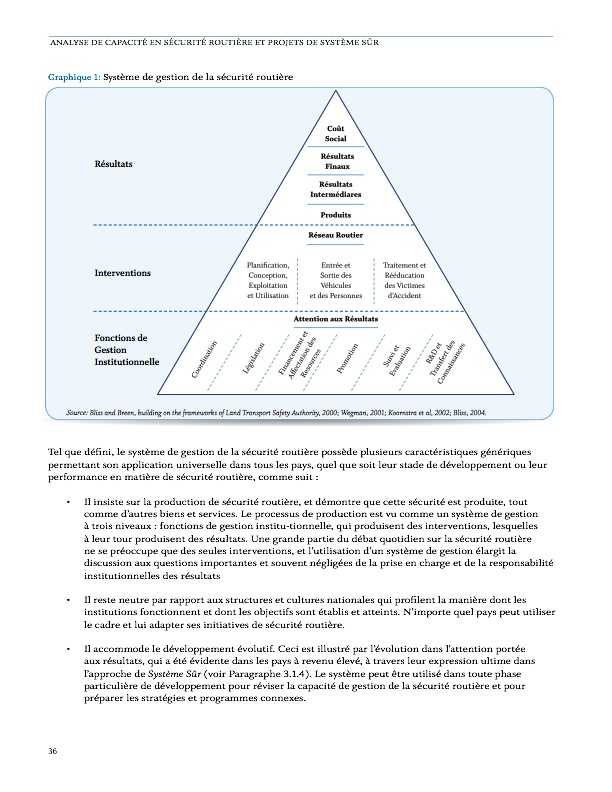 ANALYSE DE CAPACITÉ EN SÉCURITÉ ROUTIÈRE ET PROJETS DE SYSTÈME SÛR
Graphique 1: Système de gestion de la sécurité routière
Coût
Social
Résultats
Résultats
Finaux
Résultats
Intermédiares
Produits
Réseau Routier
Interventions
Planification,
Conception,
Exploitation
et Utilisation
Entrée et
Sortie des
Véhicules
et des Personnes
Traitement et
Rééducation
des Victimes
d'Accident
Attention aux Résultats
Fonctions de
Gestion
Institutionnelle
Coordination
Législation
Financement et
Affectation des
Resources
Promotion
Suivi et
Evaluation
R&D et
Transfert des
Connaissances
Source: Bliss and Breen, building on the frameworks of Land Transport Safety Authority, 2000; Wegman, 2001; Koornstra et al, 2002; Bliss, 2004.
Tel que défini, le système de gestion de la sécurité routière possède plusieurs caractéristiques génériques
permettant son application universelle dans tous les pays, quel que soit leur stade de développement ou leur
performance en matière de sécurité routière, comme suit :
• Il insiste sur la production de sécurité routière, et démontre que cette sécurité est produite, tout
comme d'autres biens et services. Le processus de production est vu comme un système de gestion
à trois niveaux : fonctions de gestion institu-tionnelle, qui produisent des interventions, lesquelles
à leur tour produisent des résultats. Une grande partie du débat quotidien sur la sécurité routière
ne se préoccupe que des seules interventions, et l'utilisation d'un système de gestion élargit la
discussion aux questions importantes et souvent négligées de la prise en charge et de la responsabilité
institutionnelles des résultats
• Il reste neutre par rapport aux structures et cultures nationales qui profilent la manière dont les
institutions fonctionnent et dont les objectifs sont établis et atteints. N'importe quel pays peut utiliser
le cadre et lui adapter ses initiatives de sécurité routière.
• Il accommode le développement évolutif. Ceci est illustré par l'évolution dans l'attention portée
aux résultats, qui a été évidente dans les pays à revenu élevé, à travers leur expression ultime dans
l'approche de Système Sûr (voir Paragraphe 3.1.4). Le système peut être utilisé dans toute phase
particulière de développement pour réviser la capacité de gestion de la sécurité routière et pour
préparer les stratégies et programmes connexes.
36